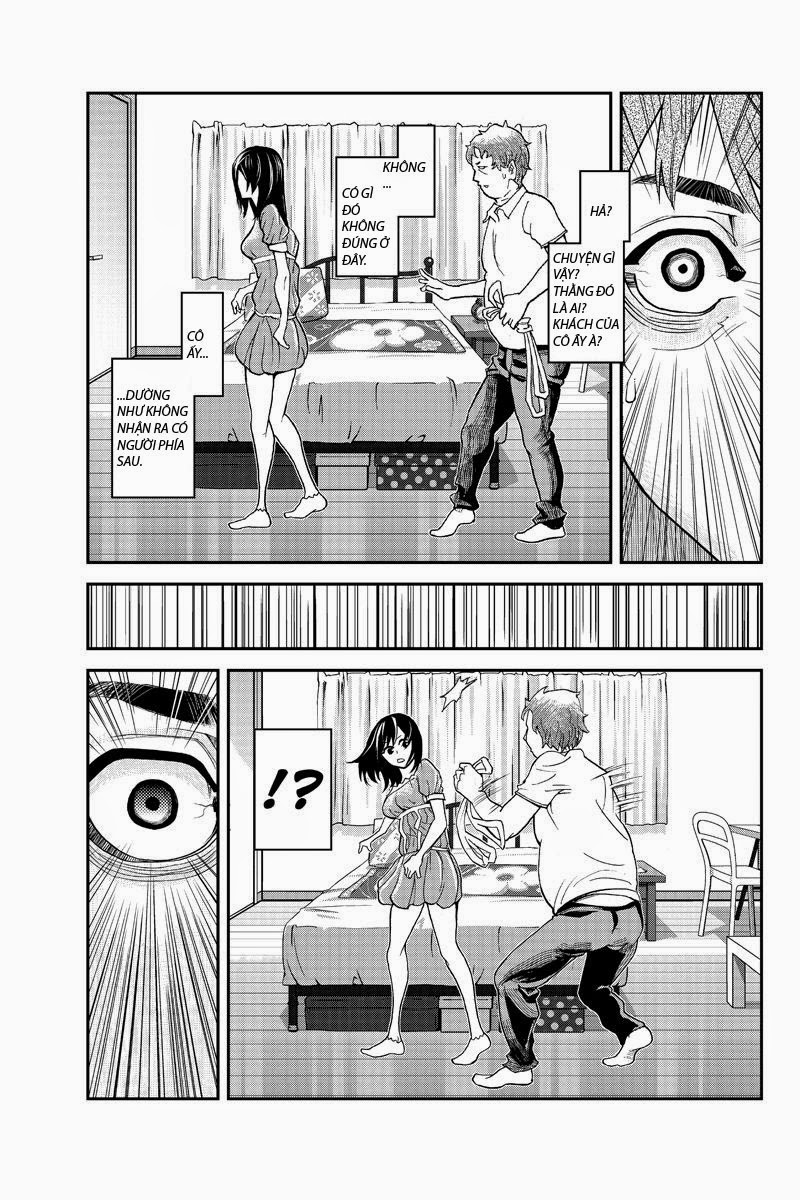 HẢ?
CHUYỆN GÌ
VẬY?
THẰNG ĐÓ
LÀ AI?
KHÁCH CỦA
CÔ ẤY À?
KHÔNG
...
CÓ GÌ
ĐÓ
KHÔNG
ĐÚNG Ở
ĐÂY.
CÔ
ẤY...
...DƯỜNG
NHƯ KHÔNG
NHẬN RA CÓ
NGƯỜI PHÍA
SAU.
!?